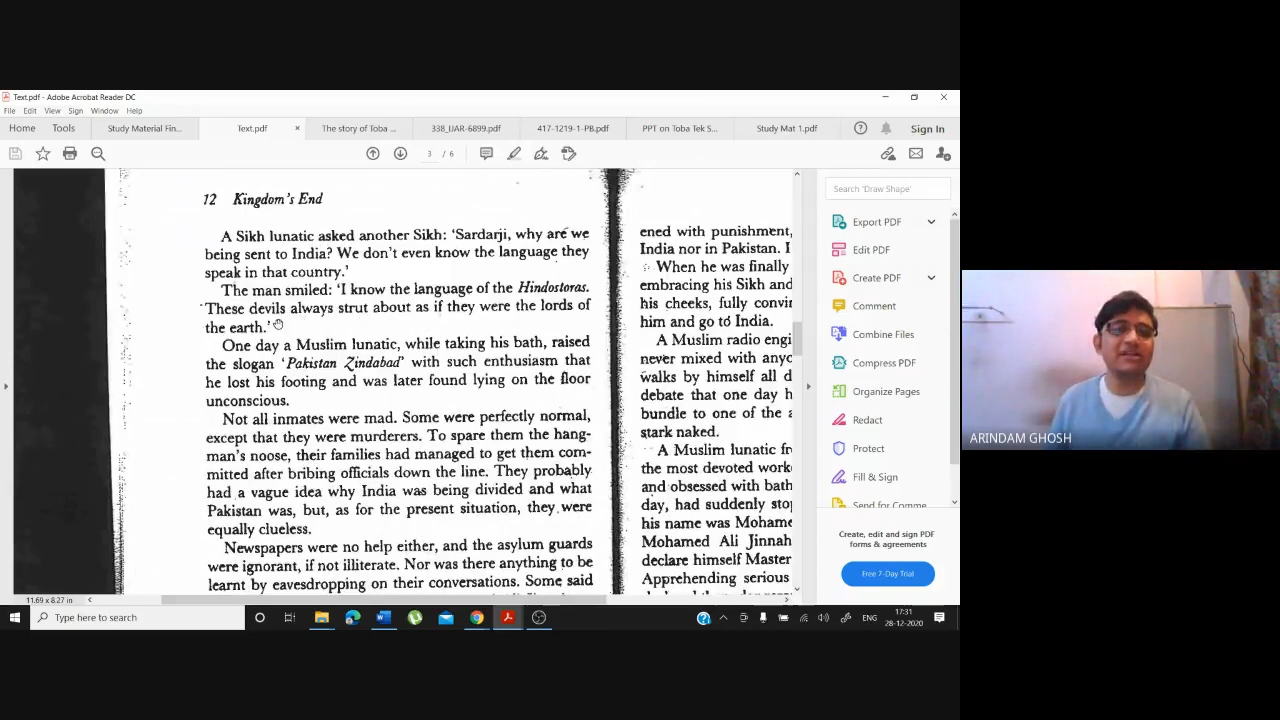 Text.pdf - Adobe Acrobat Reader DC
File Edit View Sign Window Help
Home Tools Study Material Fin... Text.pdf × The story of Toba ... 338_IJAR-6899.pdf 417-1219-1-PB.pdf PPT on Toba Tek S... Study Mat 1.pdf Sign In
3 / 6
12 Kingdom's End
A Sikh lunatic asked another Sikh: 'Sardarji, why are we
being sent to India? We don't even know the language they
speak in that country.'
The man smiled: 'I know the language of the Hindostoras.
These devils always strut about as if they were the lords of
the earth.'
One day a Muslim lunatic, while taking his bath, raised
the slogan 'Pakistan Zindabad' with such enthusiasm that
he lost his footing and was later found lying on the floor
unconscious.
Not all inmates were mad. Some were perfectly normal,
except that they were murderers. To spare them the hang-
man's noose, their families had managed to get them com-
mitted after bribing officials down the line. They probably
had a vague idea why India was being divided and what
Pakistan was, but, as for the present situation, they were
equally clueless.
Newspapers were no help either, and the asylum guards
were ignorant, if not illiterate. Nor was there anything to be
learnt by eavesdropping on their conversations. Some said
ened with punishment,
India nor in Pakistan. I
When he was finally
embracing his Sikh and
his cheeks, fully convin
him and go to India.
A Muslim radio engi
never mixed with anyo
walks by himself all d
debate that one day h
bundle to one of the a
stark naked.
A Muslim lunatic fr
the most devoted work
and obsessed with bath
day, had suddenly stop
his name was Mohame
Mohamed Ali Jinnah
declare himself Master
Apprehending serious
Search 'Draw Shape'
Export PDF
Edit PDF
Create PDF
Comment
Combine Files
Compress PDF
Organize Pages
Redact
Protect
Fill & Sign
Send for Comme
Create, edit and sign PDF
forms & agreements
Free 7-Day Trial
11.69 x 8.27 in
Type here to search
ENG
17:31
28-12-2020
ARINDAM GHOSH